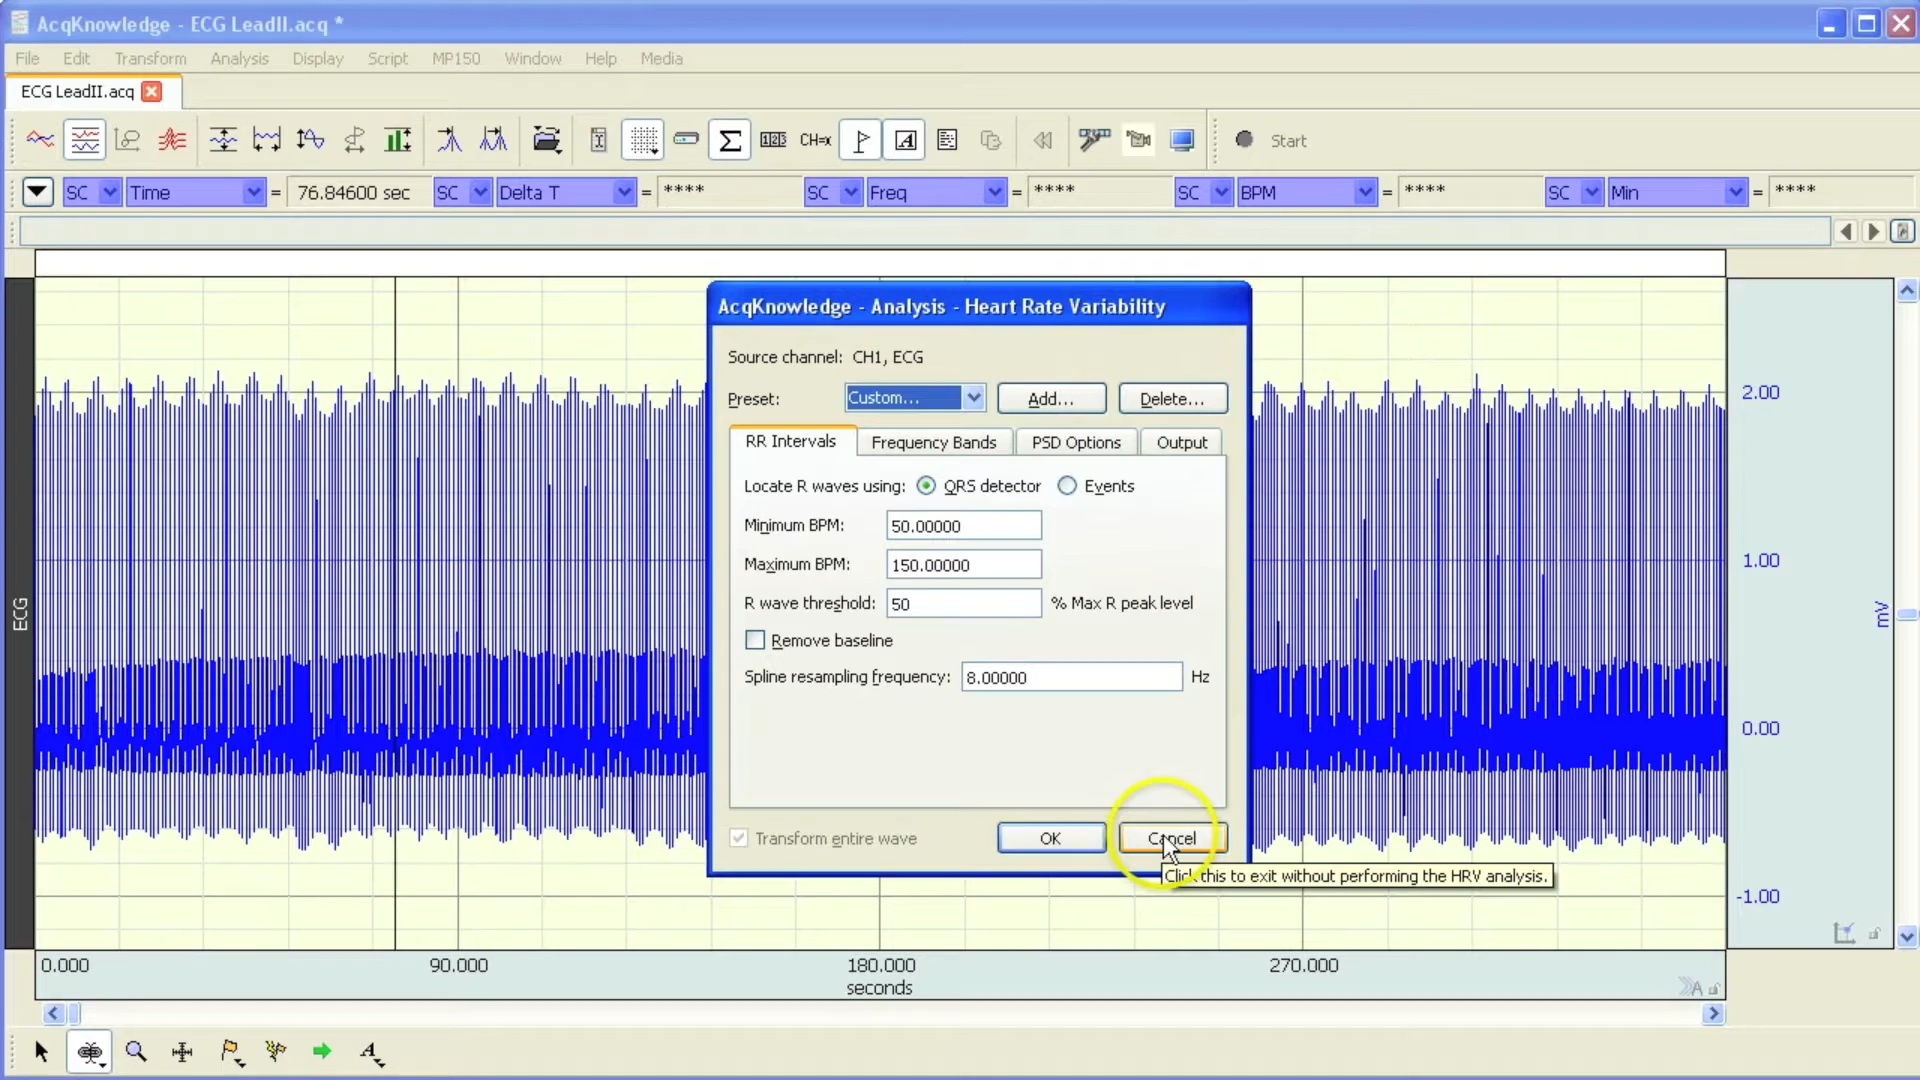 AcqKnowledge - ECG LeadII.acq *
File Edit Transform Analysis Display Script MP150 Window Help Media
ECG LeadII.acq
CH=x Start
SC Time = 76.84600 sec SC Delta T = **** SC Freq = **** SC BPM = **** SC Min = ****
AcqKnowledge - Analysis - Heart Rate Variability
Source channel: CH1, ECG
Preset: Custom... Add... Delete...
RR Intervals Frequency Bands PSD Options Output
Locate R waves using: QRS detector Events
Minimum BPM: 50.00000
Maximum BPM: 150.00000
R wave threshold: 50 % Max R peak level
Remove baseline
Spline resampling frequency: 8.00000 Hz
Transform entire wave OK Cancel
Click this to exit without performing the HRV analysis.
ECG
2.00
1.00
0.00
-1.00
mV
0.000 90.000 180.000 270.000
seconds